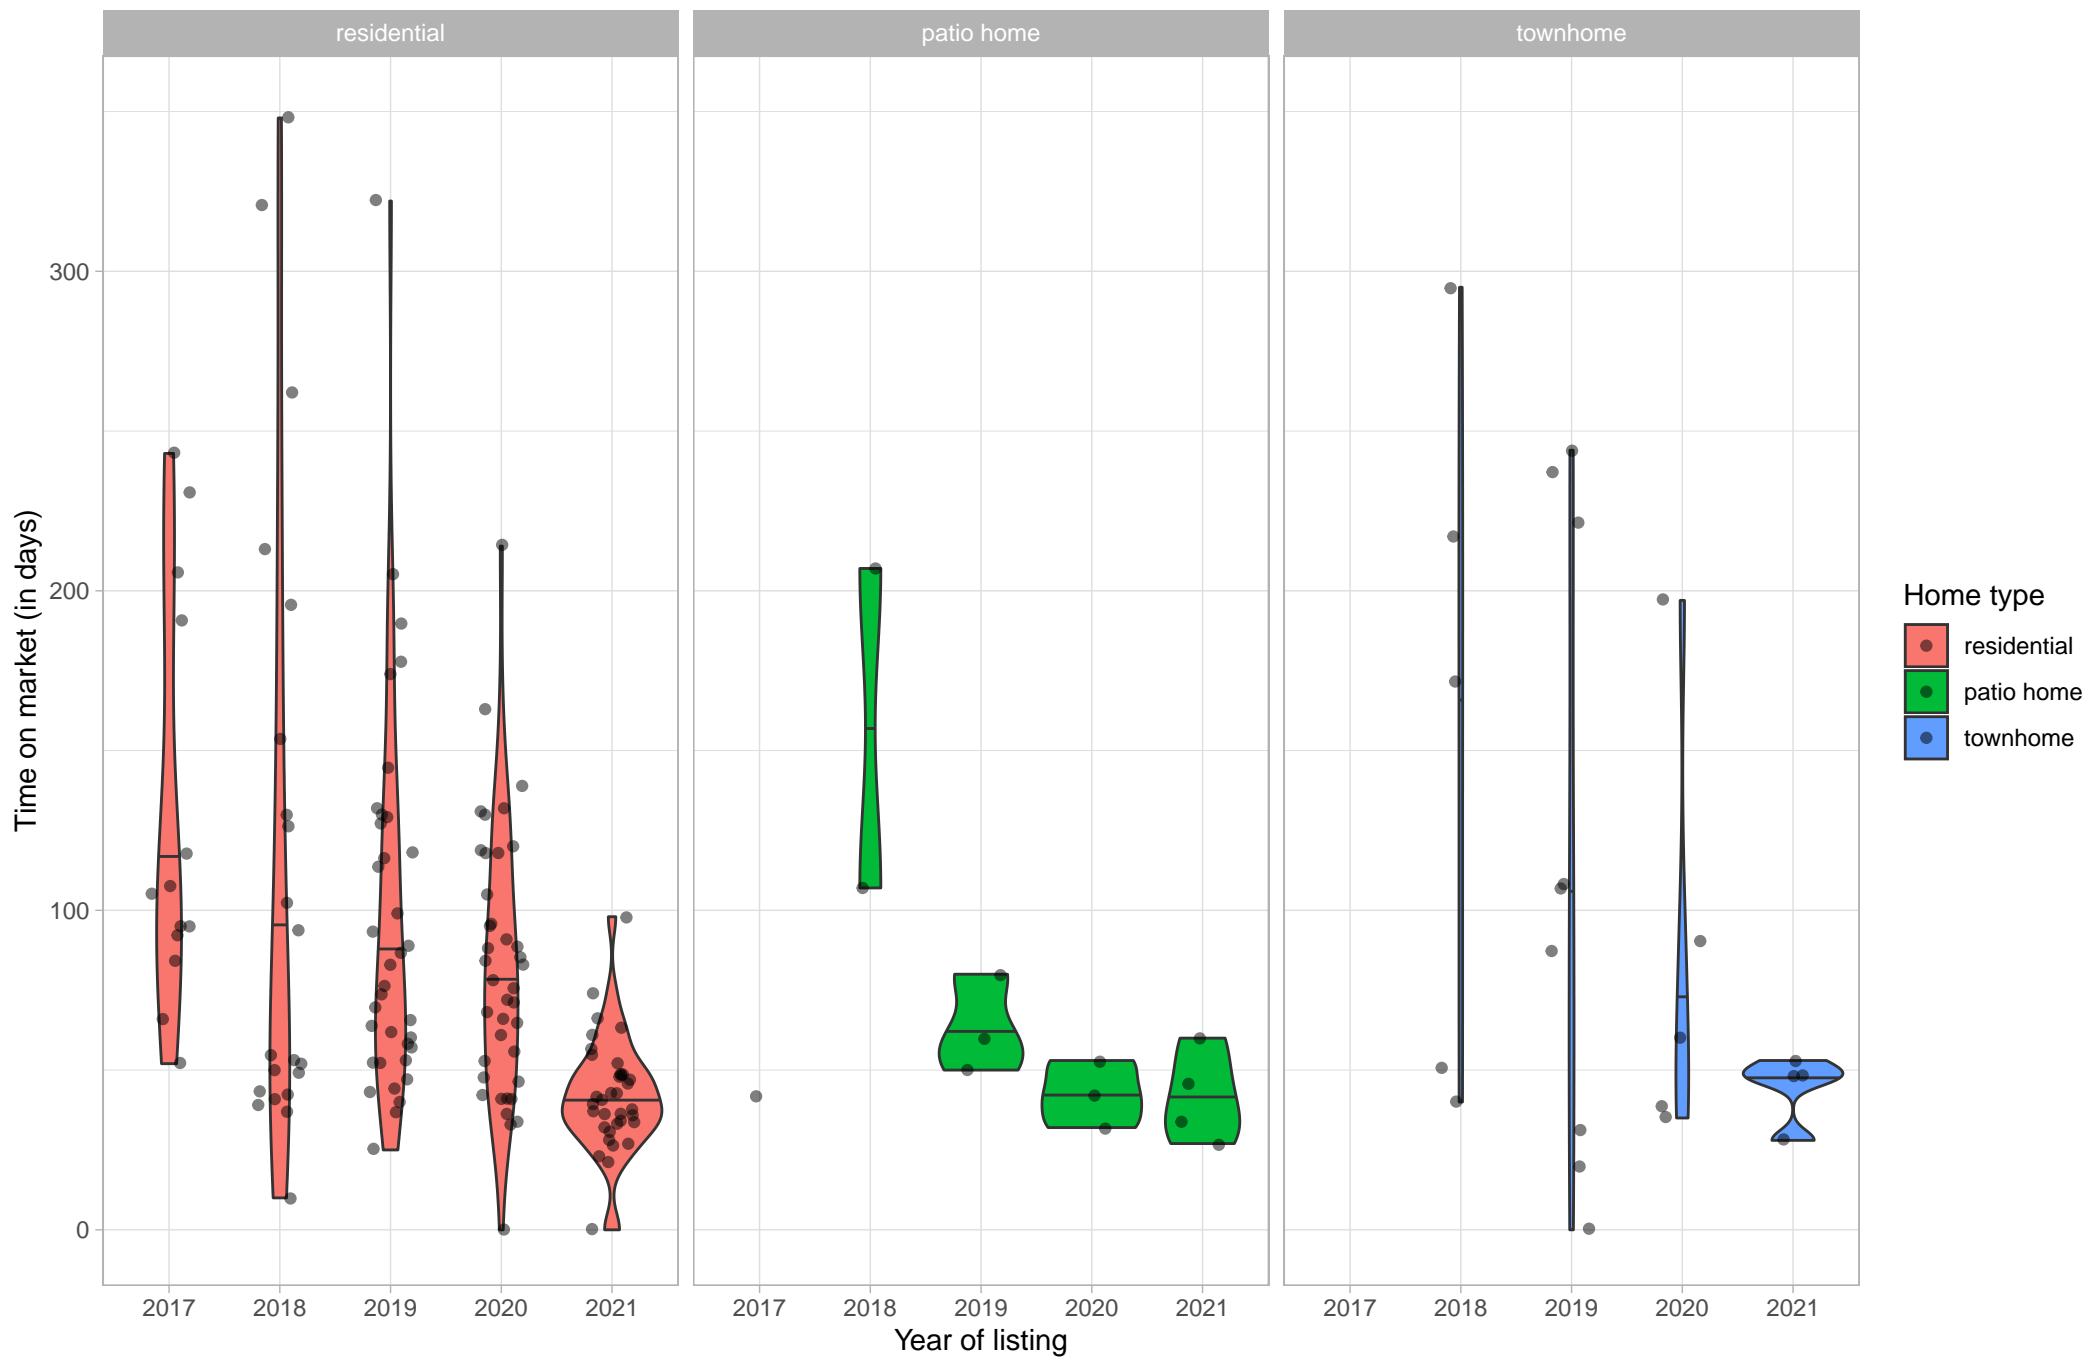 residential
patio home
townhome
Time on market (in days)
300
200
100
0
2017 2018 2019 2020 2021
2017 2018 2019 2020 2021
2017 2018 2019 2020 2021
Year of listing
Home type
residential
patio home
townhome